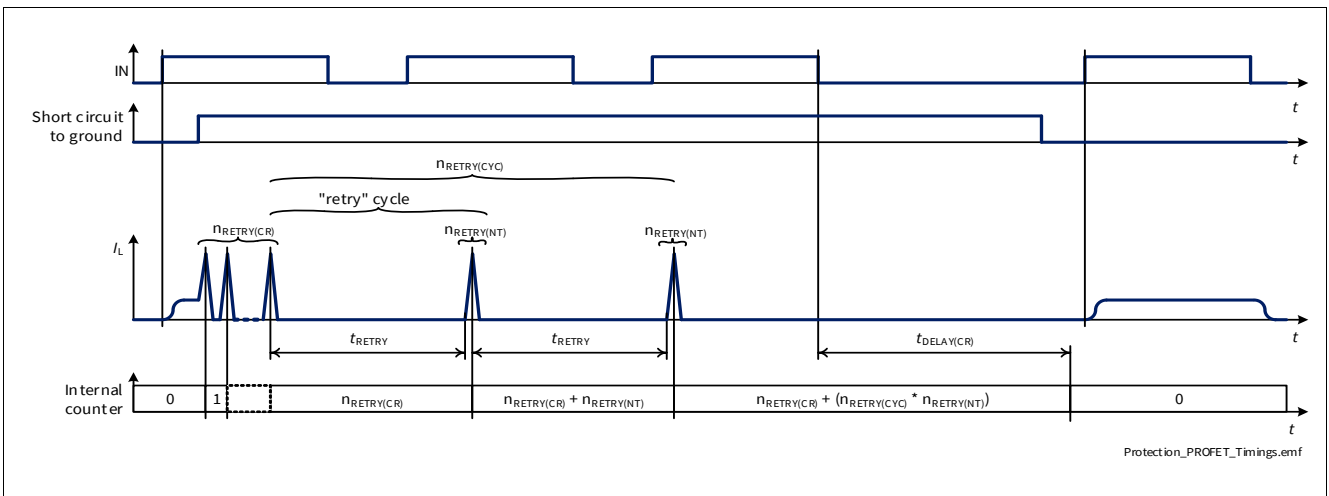 IN
t
Short circuit
to ground
t
nRETRY(CYC)
"retry" cycle
nRETRY(CR)
nRETRY(NT)
nRETRY(NT)
IL
t
tRETRY
tRETRY
tDELAY(CR)
Internal
counter
0
1
nRETRY(CR)
nRETRY(CR) + nRETRY(NT)
nRETRY(CR) + (nRETRY(CYC) * nRETRY(NT))
0
t
Protection_PROFET_Timings.emf